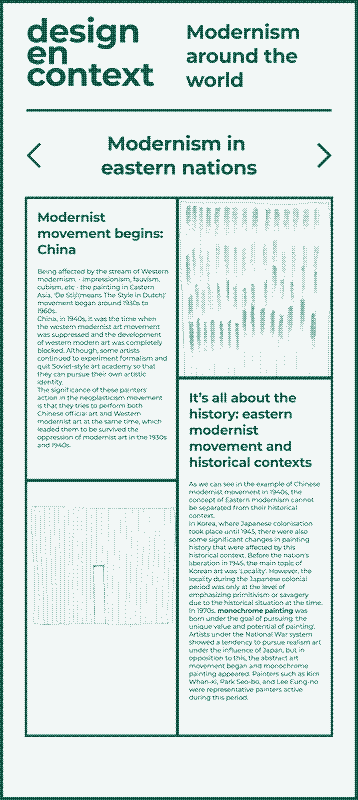 design
en
context
Modernism
around the
world
Modernism in
eastern nations
Modernist
movement begins:
China
Being affected by the stream of Western
modernism, - impressionism, fauvism,
cubism, etc - the painting in Eastern
Asia, 'De Stijl(means The Style in Dutch)'
movement began around 1930s to
1960s.
China, in 1940s, it was the time when
the western modernist art movement
was suppressed and the development
of western modern art was completely
blocked. Although, some artists
continued to experiment formalism and
quit Soviet-style art academy so that
they can pursue their own artistic
identity.
The significance of these painters
action in the neoplasticism movement
is that they tries to perform both
Chinese official art and Western
modernist art at the same time, which
leaded them to be survived the
oppression of modernist art in the 1930s
and 1940s.
It's all about the
history: eastern
modernist
movement and
historical contexts
As we can see in the example of Chinese
modernist movement in 1940s, the
concept of Eastern modernism cannot
be separated from their historical
context.
In Korea, where Japanese colonisation
took place until 1945, there were also
some significant changes in painting
history that were affected by this
historical context. Before the nation's
liberation in 1945, the main topic of
Korean art was 'Locality'. However, the
locality during the Japanese colonial
period was only at the level of
emphasizing primitivism or savagery
due to the historical situation at the time.
In 1970s, monochrome painting was
born under the goal of pursuing 'the
unique value and potential of painting'.
Artists under the National War system
showed a tendency to pursue realism art
under the influence of Japan, but in
opposition to this, the abstract art
movement began and monochrome
painting appeared. Painters such as Kim
Whan-ki, Park Seo-bo, and Lee Eung-no
were representative painters active
during this period.